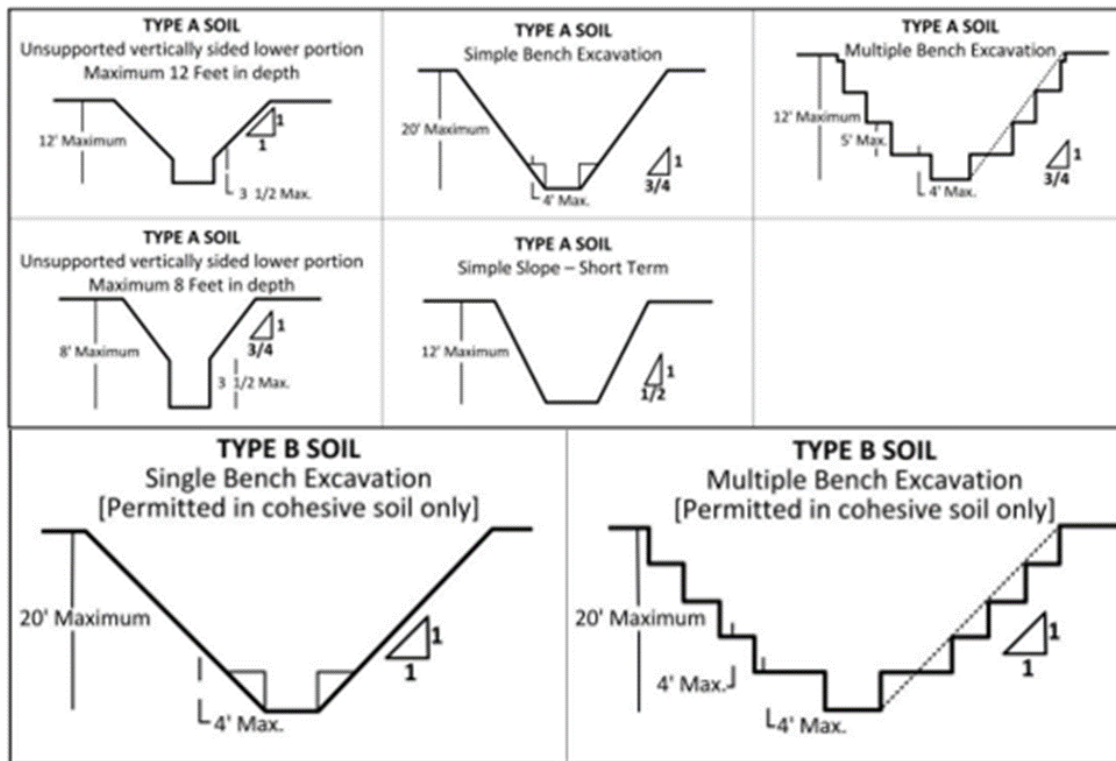 TYPE A SOIL
Unsupported vertically sided lower portion
Maximum 12 Feet in depth
12' Maximum
1
1
3 1/2 Max.
TYPE A SOIL
Simple Bench Excavation
20' Maximum
4' Max.
1
3/4
TYPE A SOIL
Multiple Bench Excavation
12' Maximum
5' Max.
4' Max.
1
3/4
TYPE A SOIL
Unsupported vertically sided lower portion
Maximum 8 Feet in depth
8' Maximum
1
3/4
3 1/2 Max.
TYPE A SOIL
Simple Slope – Short Term
12' Maximum
1
1/2
TYPE B SOIL
Single Bench Excavation
[Permitted in cohesive soil only]
20' Maximum
1
1
4' Max.
TYPE B SOIL
Multiple Bench Excavation
[Permitted in cohesive soil only]
20' Maximum
1
1
4' Max.
4' Max.